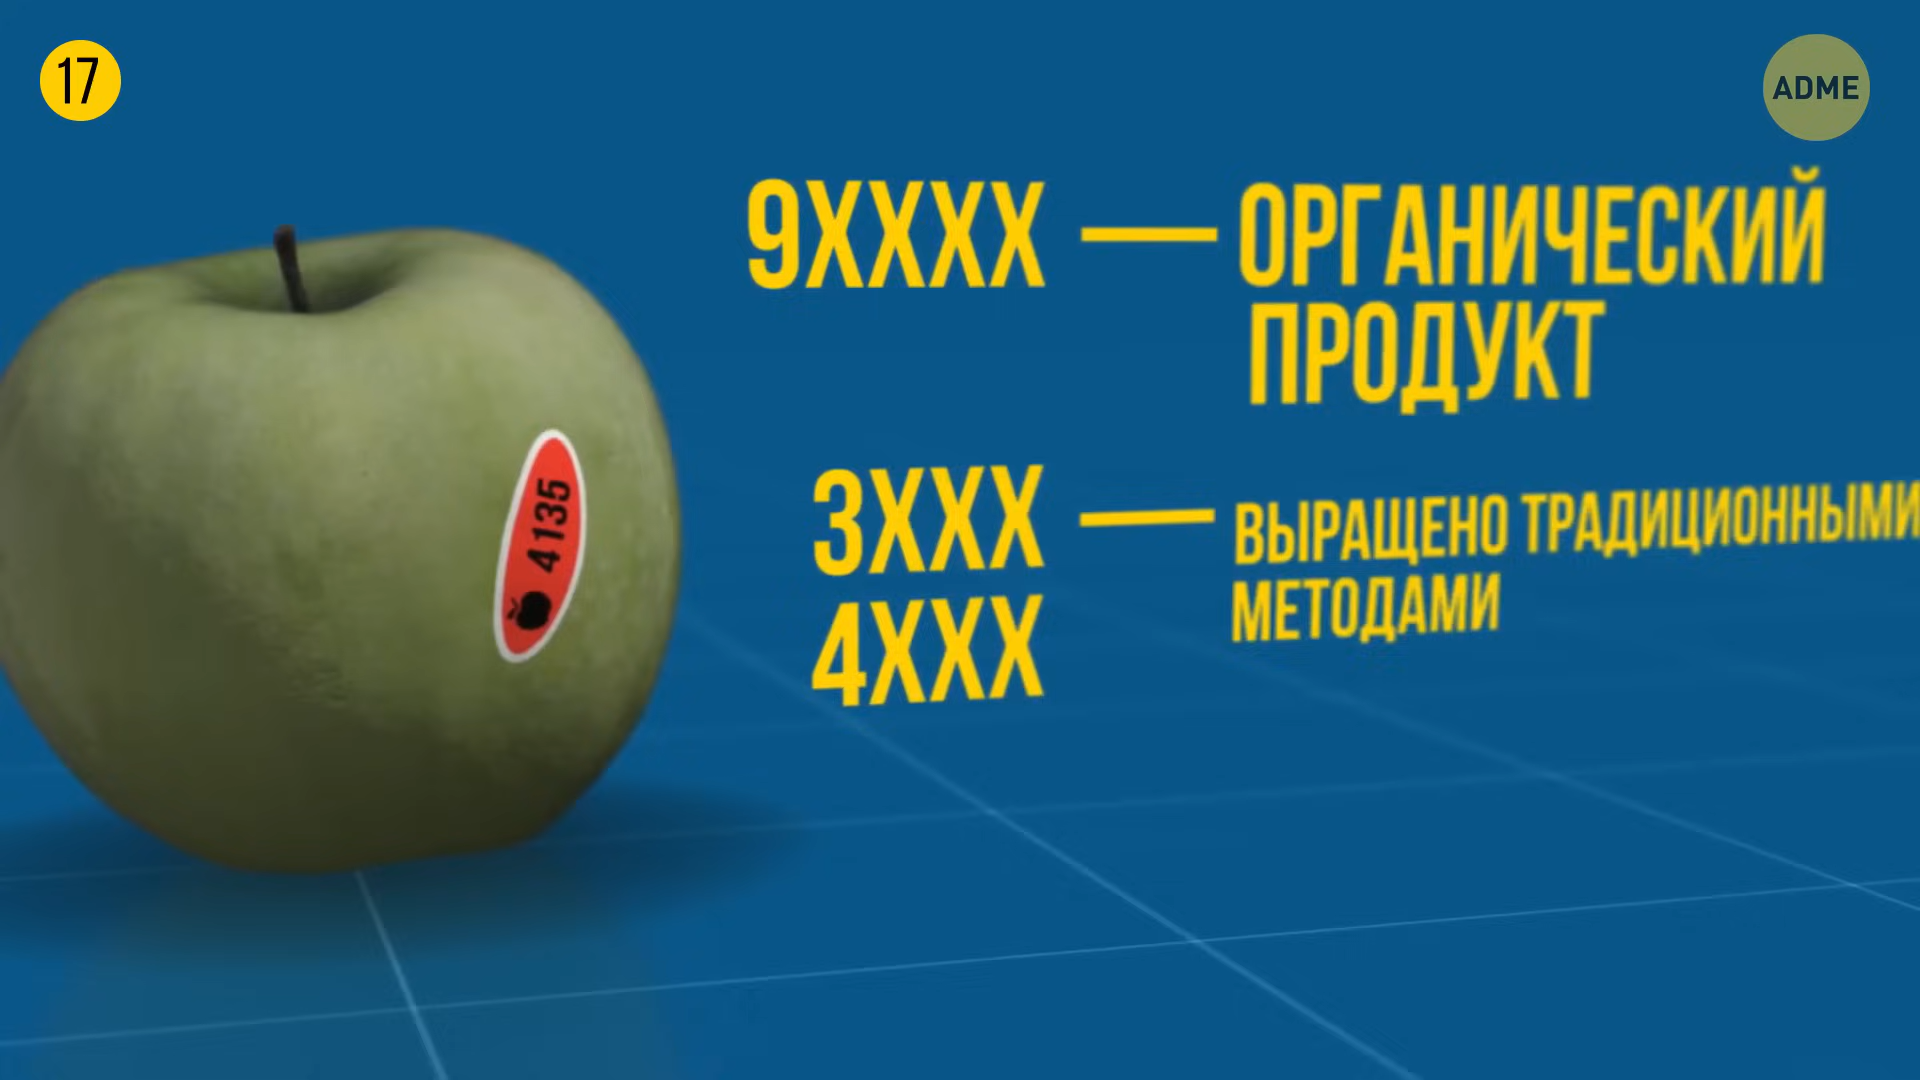 17
ADME
9XXXX — ОРГАНИЧЕСКИЙ
ПРОДУКТ
3XXX — ВЫРАЩЕНО ТРАДИЦИОННЫМИ
МЕТОДАМИ
4XXX
4135